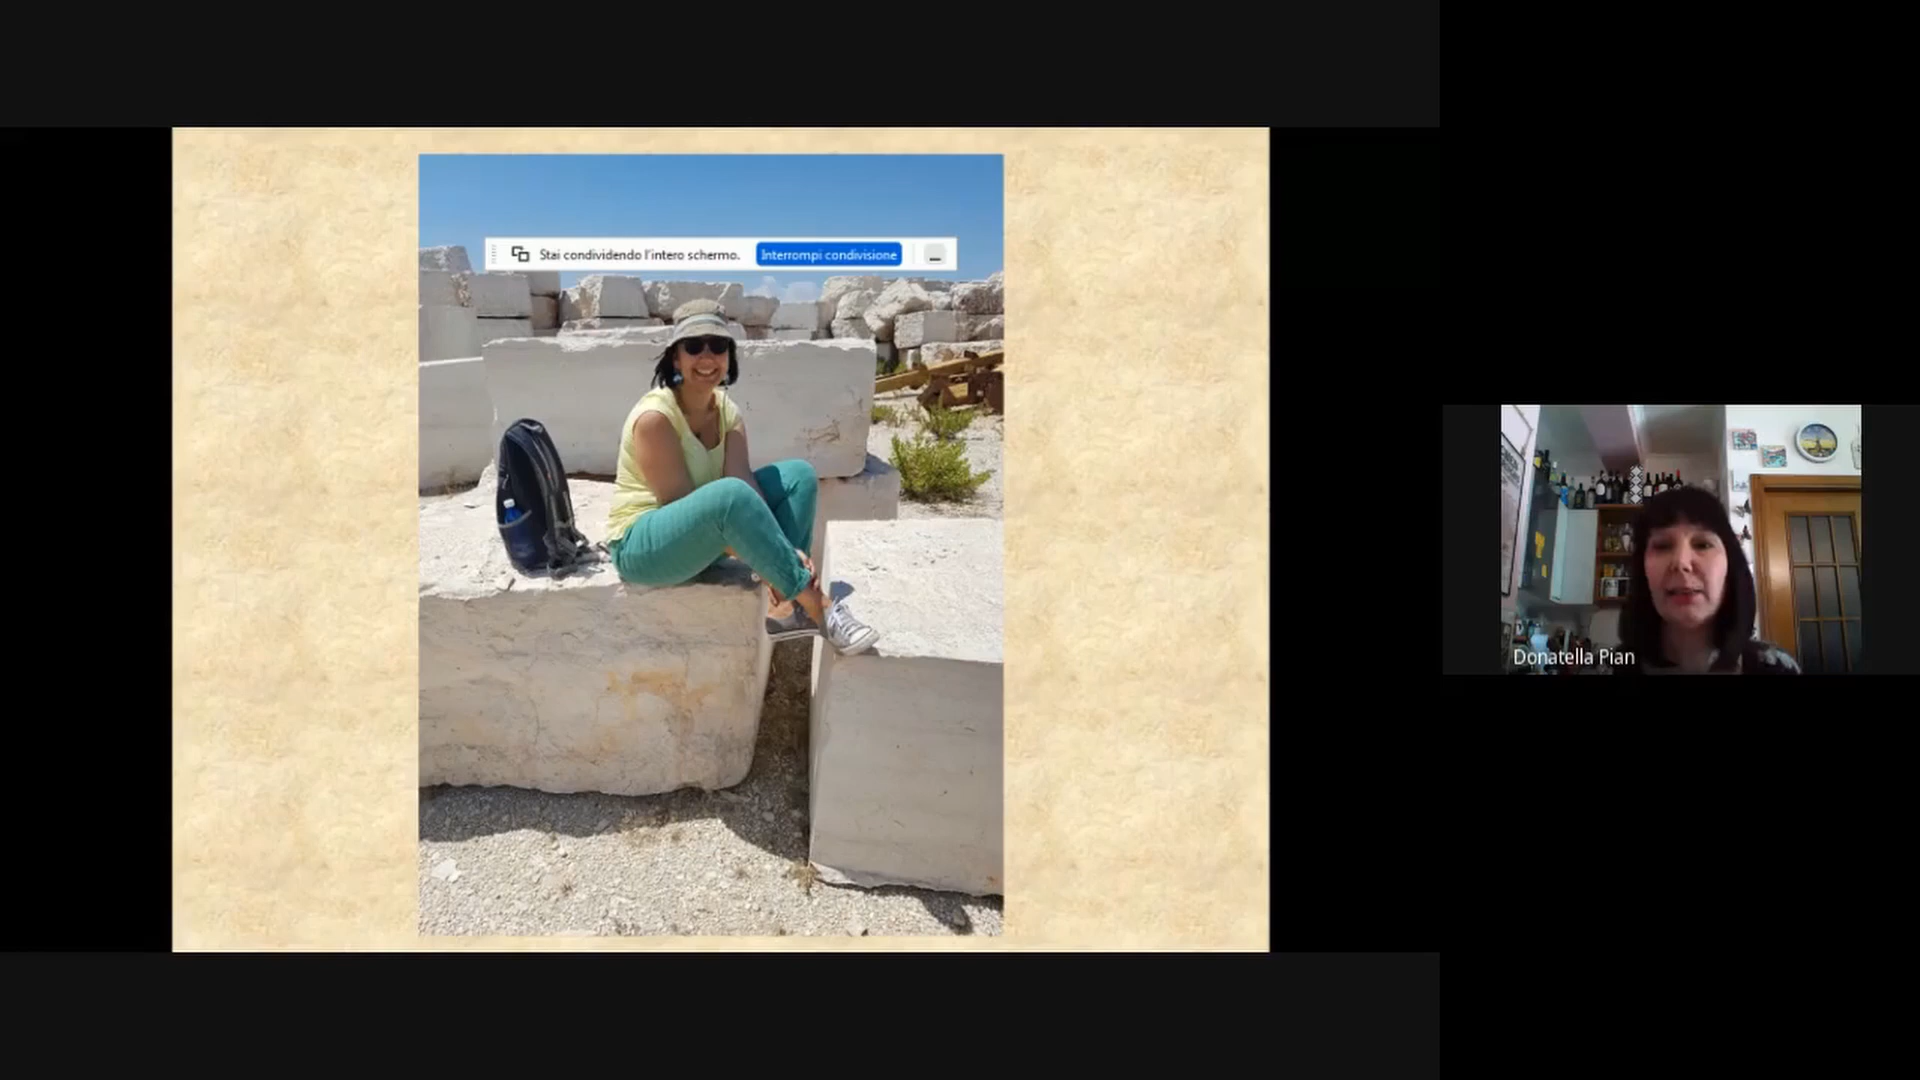 Stai condividendo l'intero schermo. Interrompi condivisione
Donatella Pian